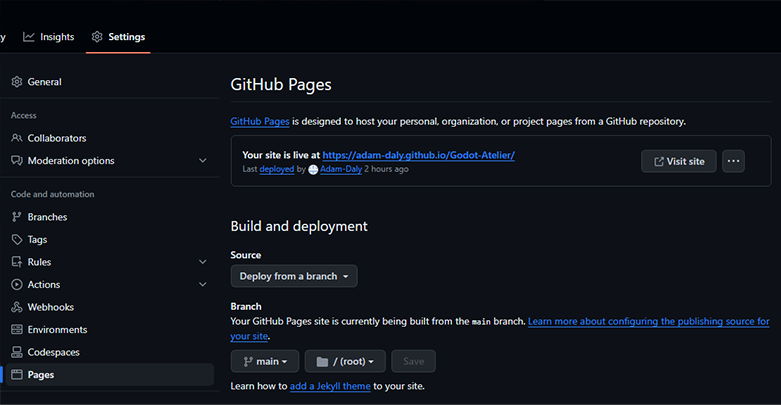 y
Insights
Settings
General
Access
Collaborators
Moderation options
Code and automation
Branches
Tags
Rules
Actions
Webhooks
Environments
Codespaces
Pages
GitHub Pages
GitHub Pages is designed to host your personal, organization, or project pages from a GitHub repository.
Your site is live at https://adam-daly.github.io/Godot-Atelier/
Last deployed by Adam-Daly 2 hours ago
Visit site
Build and deployment
Source
Deploy from a branch
Branch
Your GitHub Pages site is currently being built from the main branch. Learn more about configuring the publishing source for
your site.
main
/ (root)
Save
Learn how to add a Jekyll theme to your site.